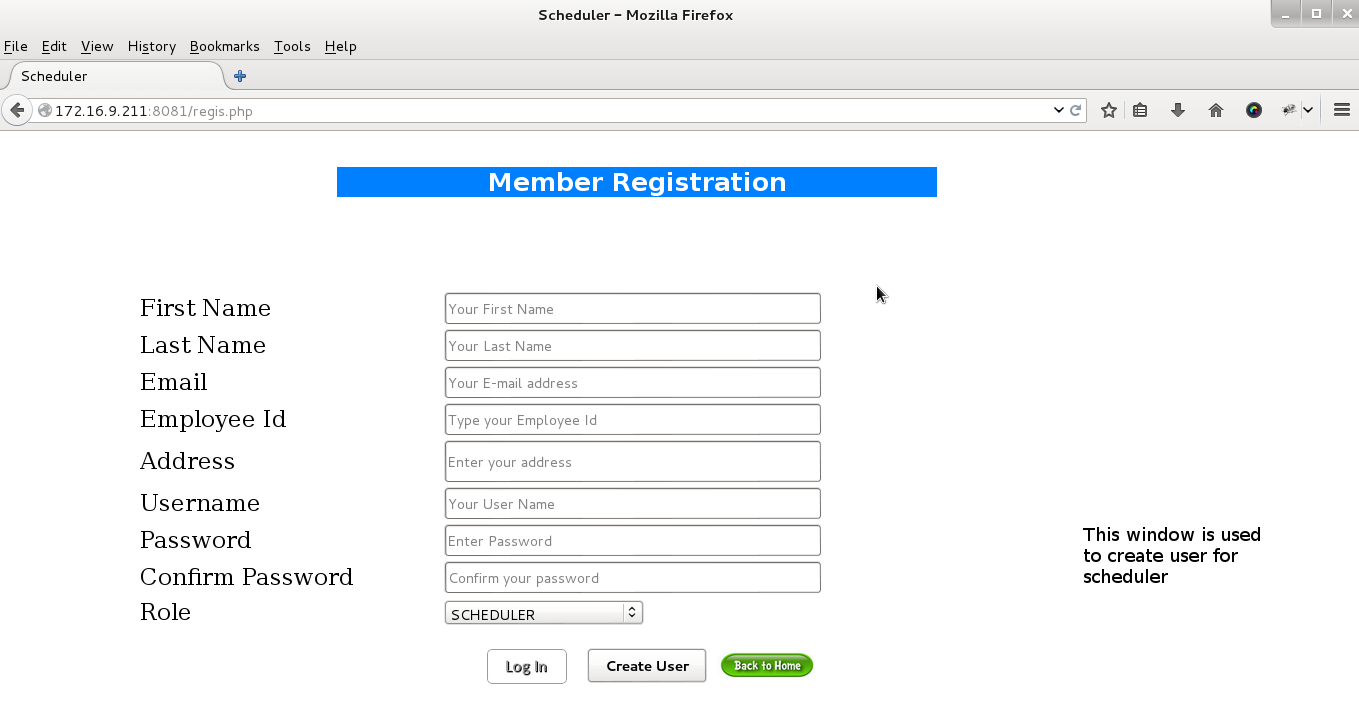 Scheduler - Mozilla Firefox
File Edit View History Bookmarks Tools Help
Scheduler
172.16.9.211:8081/regis.php
Member Registration
First Name Your First Name
Last Name Your Last Name
Email Your E-mail address
Employee Id Type your Employee Id
Address Enter your address
Username Your User Name
Password Enter Password
Confirm Password Confirm your password
Role SCHEDULER
Log In Create User Back to Home
This window is used
to create user for
scheduler